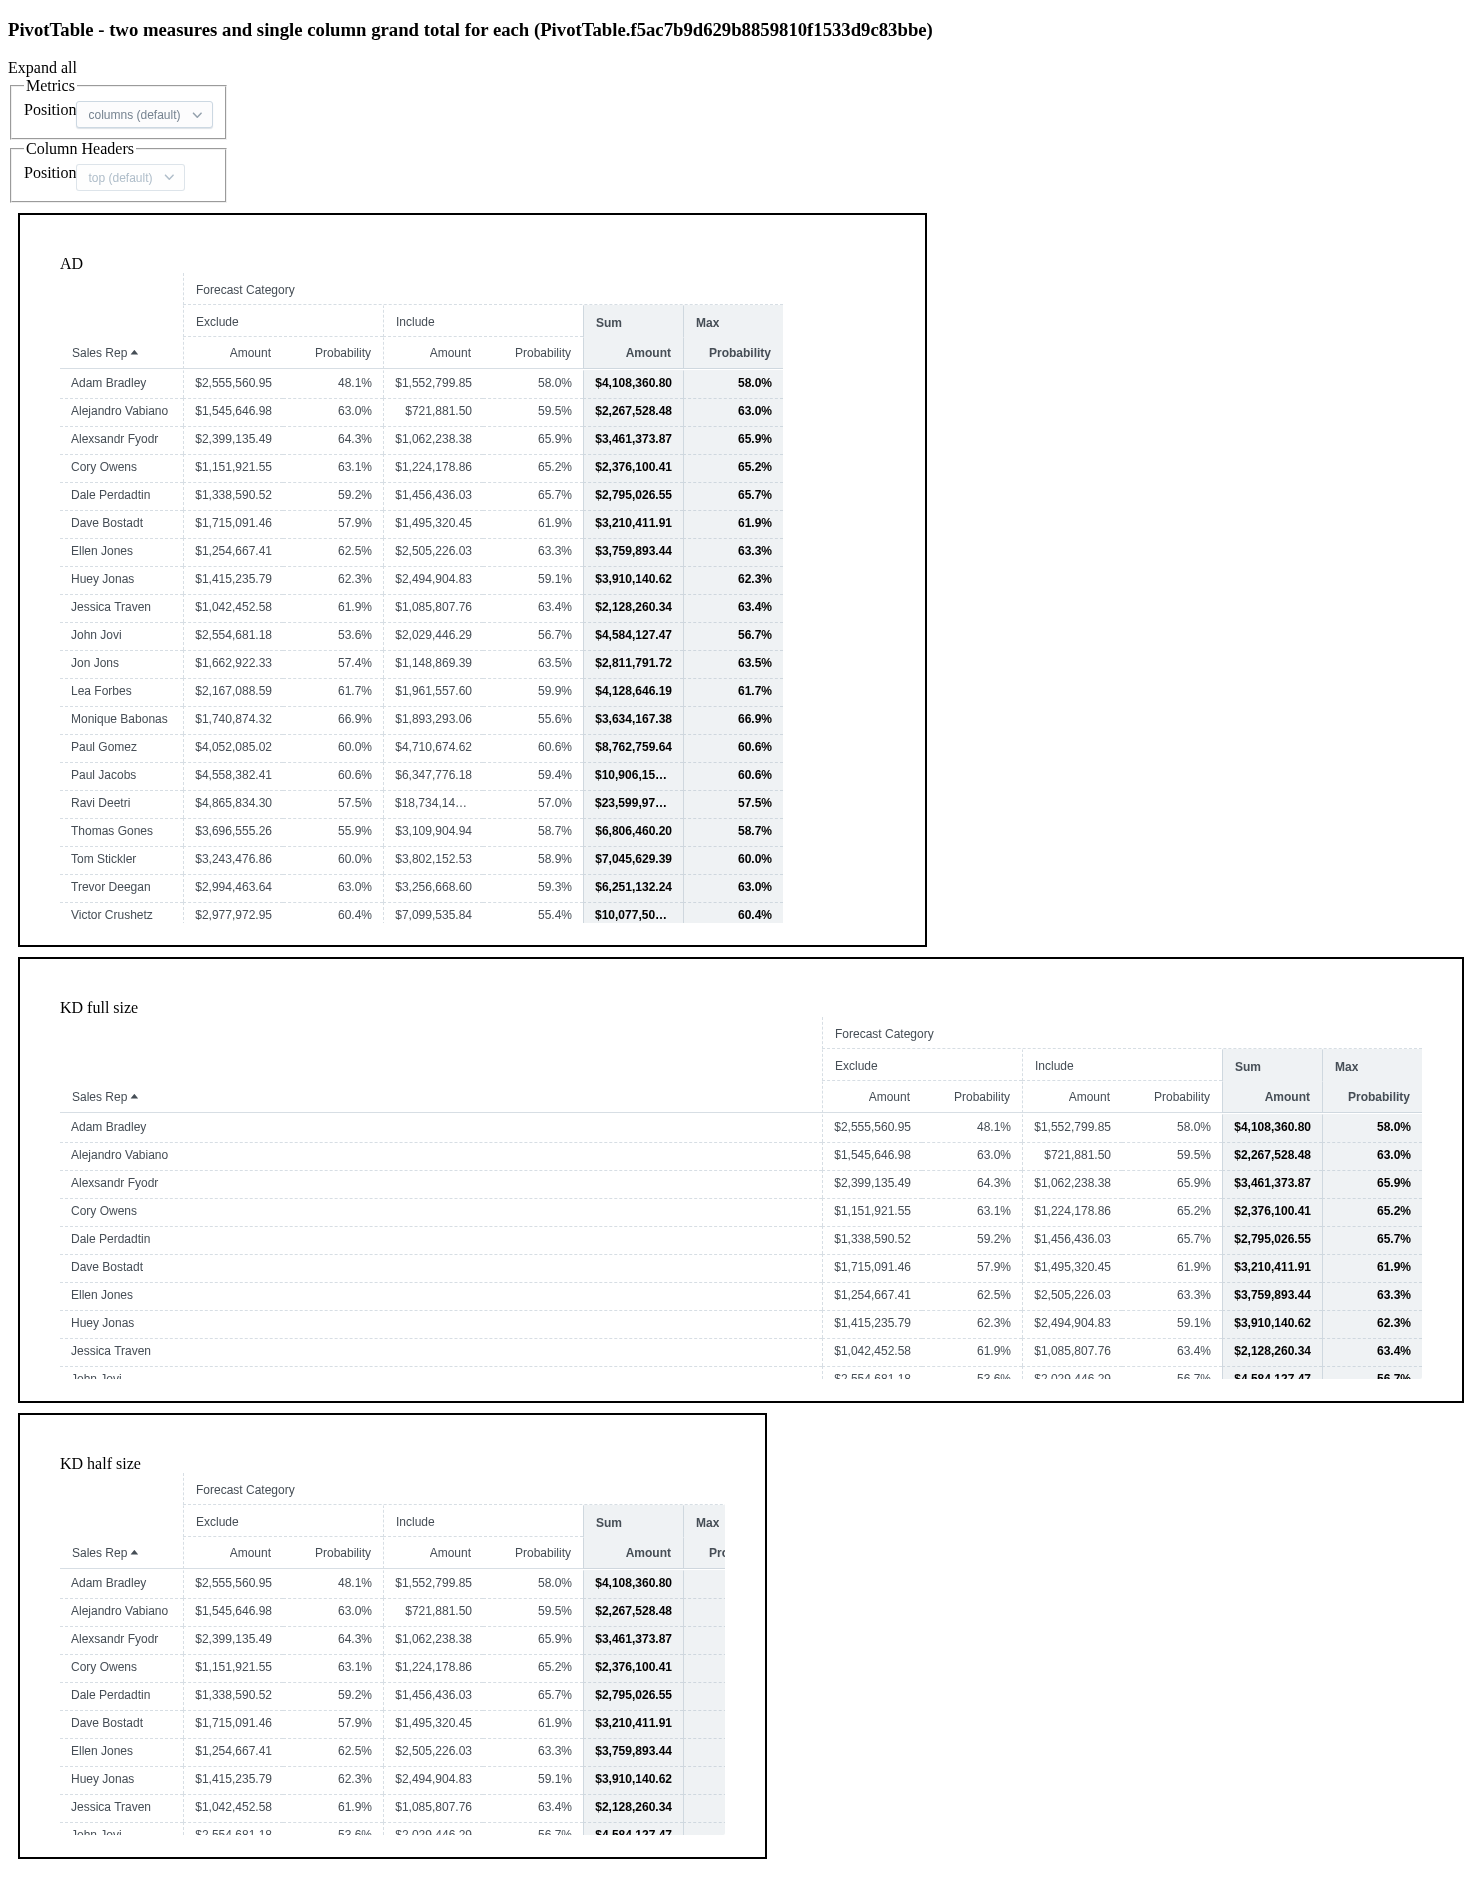 PivotTable - two measures and single column grand total for each (PivotTable.f5ac7b9d629b8859810f1533d9c83bbe)
Expand all
Metrics
Position columns (default)
Column Headers
Position top (default)
AD
Forecast Category
Exclude Include Sum Max
Sales Rep Amount Probability Amount Probability Amount Probability
Adam Bradley $2,555,560.95 48.1% $1,552,799.85 58.0% $4,108,360.80 58.0%
Alejandro Vabiano $1,545,646.98 63.0% $721,881.50 59.5% $2,267,528.48 63.0%
Alexsandr Fyodr $2,399,135.49 64.3% $1,062,238.38 65.9% $3,461,373.87 65.9%
Cory Owens $1,151,921.55 63.1% $1,224,178.86 65.2% $2,376,100.41 65.2%
Dale Perdadtin $1,338,590.52 59.2% $1,456,436.03 65.7% $2,795,026.55 65.7%
Dave Bostadt $1,715,091.46 57.9% $1,495,320.45 61.9% $3,210,411.91 61.9%
Ellen Jones $1,254,667.41 62.5% $2,505,226.03 63.3% $3,759,893.44 63.3%
Huey Jonas $1,415,235.79 62.3% $2,494,904.83 59.1% $3,910,140.62 62.3%
Jessica Traven $1,042,452.58 61.9% $1,085,807.76 63.4% $2,128,260.34 63.4%
John Jovi $2,554,681.18 53.6% $2,029,446.29 56.7% $4,584,127.47 56.7%
Jon Jons $1,662,922.33 57.4% $1,148,869.39 63.5% $2,811,791.72 63.5%
Lea Forbes $2,167,088.59 61.7% $1,961,557.60 59.9% $4,128,646.19 61.7%
Monique Babonas $1,740,874.32 66.9% $1,893,293.06 55.6% $3,634,167.38 66.9%
Paul Gomez $4,052,085.02 60.0% $4,710,674.62 60.6% $8,762,759.64 60.6%
Paul Jacobs $4,558,382.41 60.6% $6,347,776.18 59.4% $10,906,15… 60.6%
Ravi Deetri $4,865,834.30 57.5% $18,734,14… 57.0% $23,599,97… 57.5%
Thomas Gones $3,696,555.26 55.9% $3,109,904.94 58.7% $6,806,460.20 58.7%
Tom Stickler $3,243,476.86 60.0% $3,802,152.53 58.9% $7,045,629.39 60.0%
Trevor Deegan $2,994,463.64 63.0% $3,256,668.60 59.3% $6,251,132.24 63.0%
Victor Crushetz $2,977,972.95 60.4% $7,099,535.84 55.4% $10,077,50… 60.4%
KD full size
Forecast Category
Exclude Include Sum Max
Sales Rep Amount Probability Amount Probability Amount Probability
Adam Bradley $2,555,560.95 48.1% $1,552,799.85 58.0% $4,108,360.80 58.0%
Alejandro Vabiano $1,545,646.98 63.0% $721,881.50 59.5% $2,267,528.48 63.0%
Alexsandr Fyodr $2,399,135.49 64.3% $1,062,238.38 65.9% $3,461,373.87 65.9%
Cory Owens $1,151,921.55 63.1% $1,224,178.86 65.2% $2,376,100.41 65.2%
Dale Perdadtin $1,338,590.52 59.2% $1,456,436.03 65.7% $2,795,026.55 65.7%
Dave Bostadt $1,715,091.46 57.9% $1,495,320.45 61.9% $3,210,411.91 61.9%
Ellen Jones $1,254,667.41 62.5% $2,505,226.03 63.3% $3,759,893.44 63.3%
Huey Jonas $1,415,235.79 62.3% $2,494,904.83 59.1% $3,910,140.62 62.3%
Jessica Traven $1,042,452.58 61.9% $1,085,807.76 63.4% $2,128,260.34 63.4%
John Jovi $2,554,681.18 53.6% $2,029,446.29 56.7% $4,584,127.47 56.7%
KD half size
Forecast Category
Exclude Include Sum Max
Sales Rep Amount Probability Amount Probability Amount Pro
Adam Bradley $2,555,560.95 48.1% $1,552,799.85 58.0% $4,108,360.80
Alejandro Vabiano $1,545,646.98 63.0% $721,881.50 59.5% $2,267,528.48
Alexsandr Fyodr $2,399,135.49 64.3% $1,062,238.38 65.9% $3,461,373.87
Cory Owens $1,151,921.55 63.1% $1,224,178.86 65.2% $2,376,100.41
Dale Perdadtin $1,338,590.52 59.2% $1,456,436.03 65.7% $2,795,026.55
Dave Bostadt $1,715,091.46 57.9% $1,495,320.45 61.9% $3,210,411.91
Ellen Jones $1,254,667.41 62.5% $2,505,226.03 63.3% $3,759,893.44
Huey Jonas $1,415,235.79 62.3% $2,494,904.83 59.1% $3,910,140.62
Jessica Traven $1,042,452.58 61.9% $1,085,807.76 63.4% $2,128,260.34
John Jovi $2,554,681.18 53.6% $2,029,446.29 56.7% $4,584,127.47